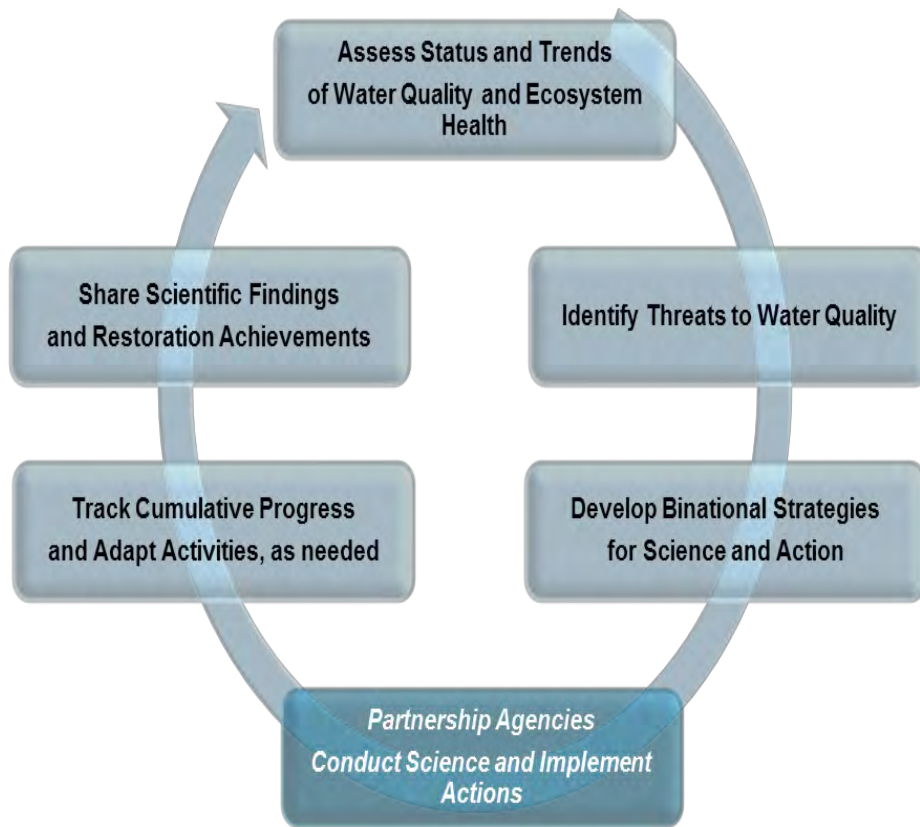 Assess Status and Trends
of Water Quality and Ecosystem
Health
Share Scientific Findings
and Restoration Achievements
Identify Threats to Water Quality
Track Cumulative Progress
and Adapt Activities, as needed
Develop Binational Strategies
for Science and Action
Partnership Agencies
Conduct Science and Implement
Actions